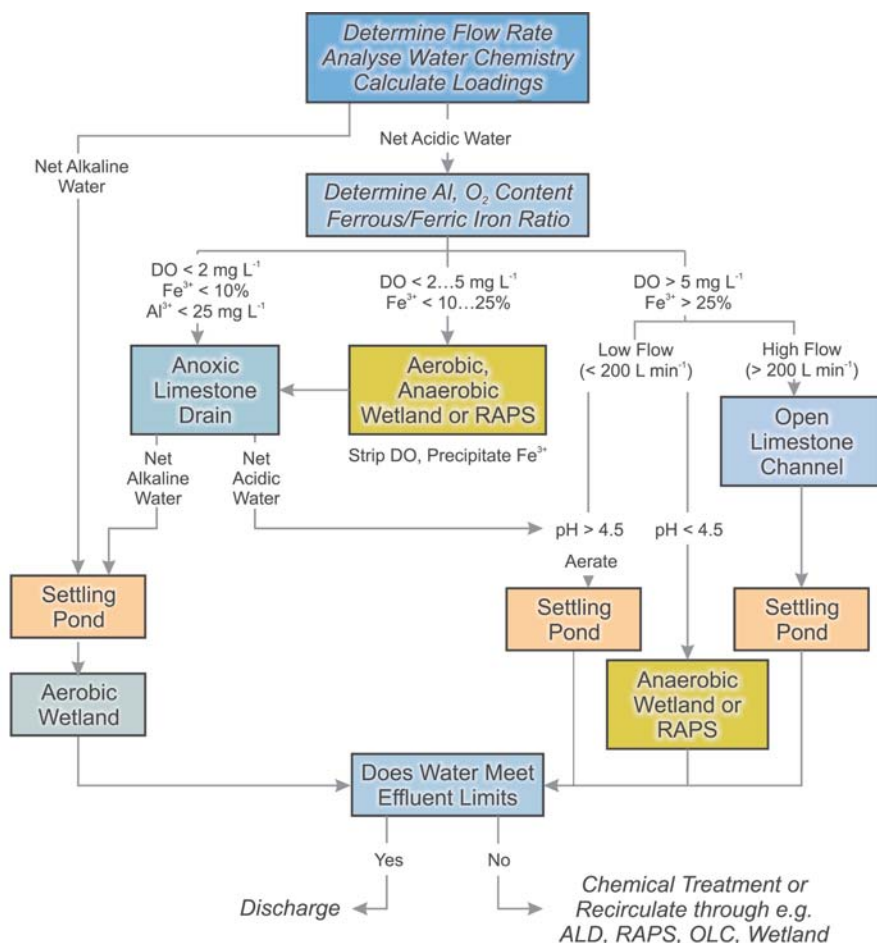 Determine Flow Rate
Analyse Water Chemistry
Calculate Loadings
Net Acidic Water
Net Alkaline
Water
Determine Al, O₂ Content
Ferrous/Ferric Iron Ratio
DO < 2 mg L⁻¹
Fe³⁺ < 10%
Al³⁺ < 25 mg L⁻¹
DO < 2...5 mg L⁻¹
Fe³⁺ < 10...25%
DO > 5 mg L⁻¹
Fe³⁺ > 25%
Low Flow
(< 200 L min⁻¹)
High Flow
(> 200 L min⁻¹)
Anoxic
Limestone
Drain
Aerobic,
Anaerobic
Wetland or RAPS
Strip DO, Precipitate Fe³⁺
Open
Limestone
Channel
Net
Alkaline
Water
Net
Acidic
Water
pH > 4.5
pH < 4.5
Aerate
Settling
Pond
Settling
Pond
Settling
Pond
Aerobic
Wetland
Anaerobic
Wetland or
RAPS
Does Water Meet
Effluent Limits
Yes
No
Discharge
Chemical Treatment or
Recirculate through e.g.
ALD, RAPS, OLC, Wetland